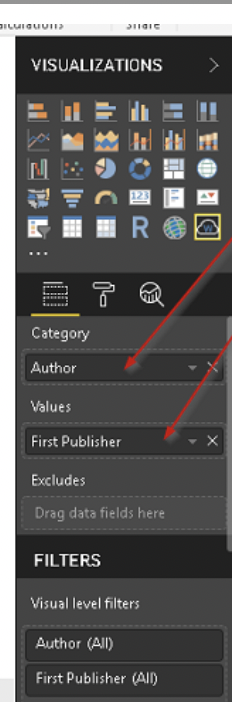 Share
VISUALIZATIONS
123
R
W
...
Category
Author
Values
First Publisher
Excludes
Drag data fields here
FILTERS
Visual level filters
Author (All)
First Publisher (All)